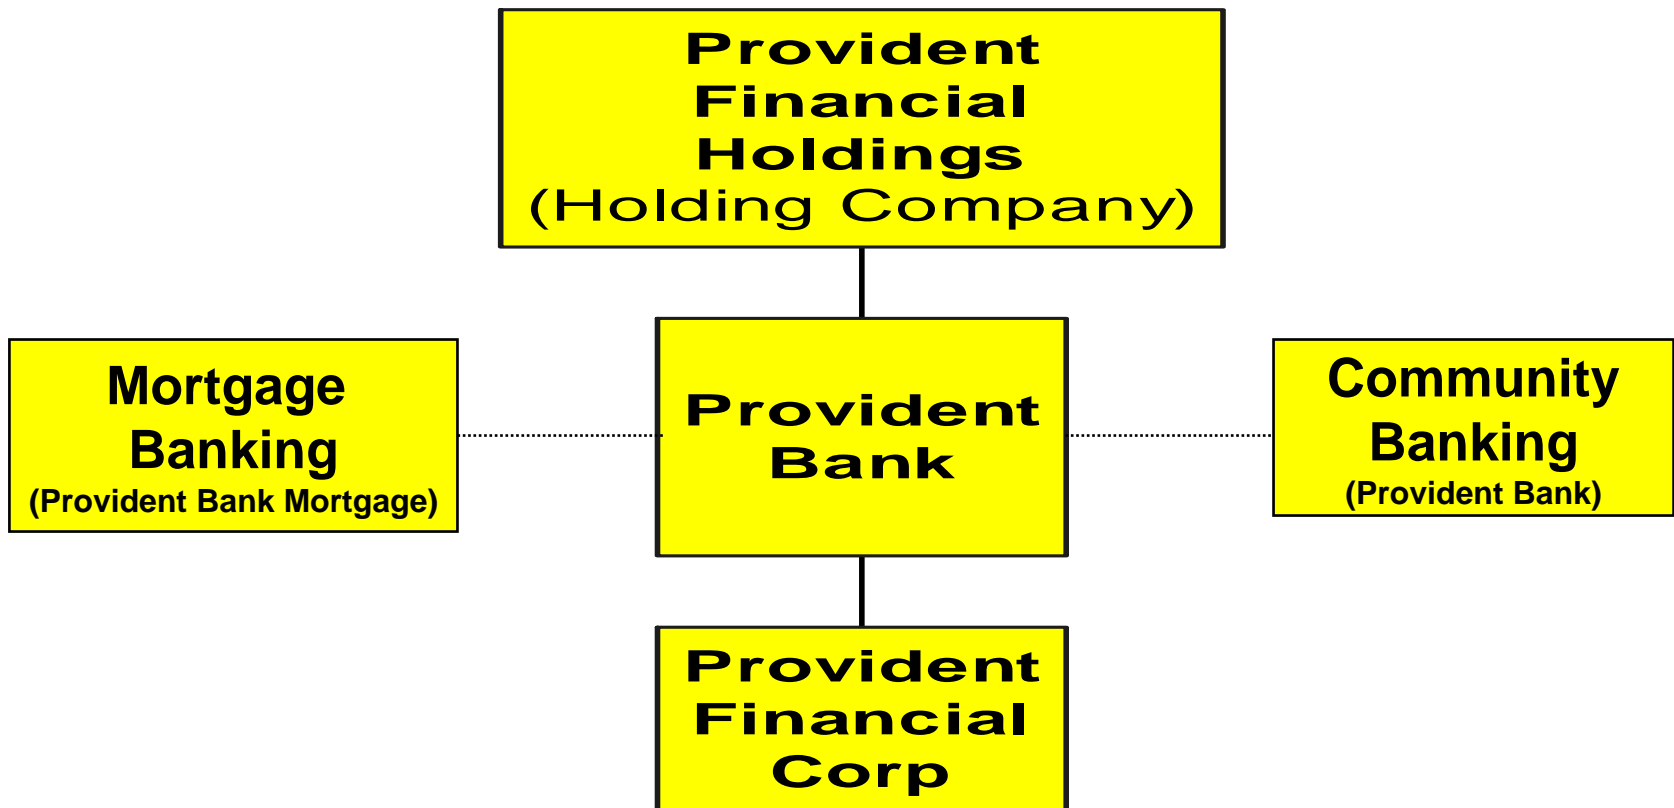 Provident
Financial
Holdings
(Holding Company)
Mortgage
Banking
(Provident Bank Mortgage)
Provident
Bank
Community
Banking
(Provident Bank)
Provident
Financial
Corp